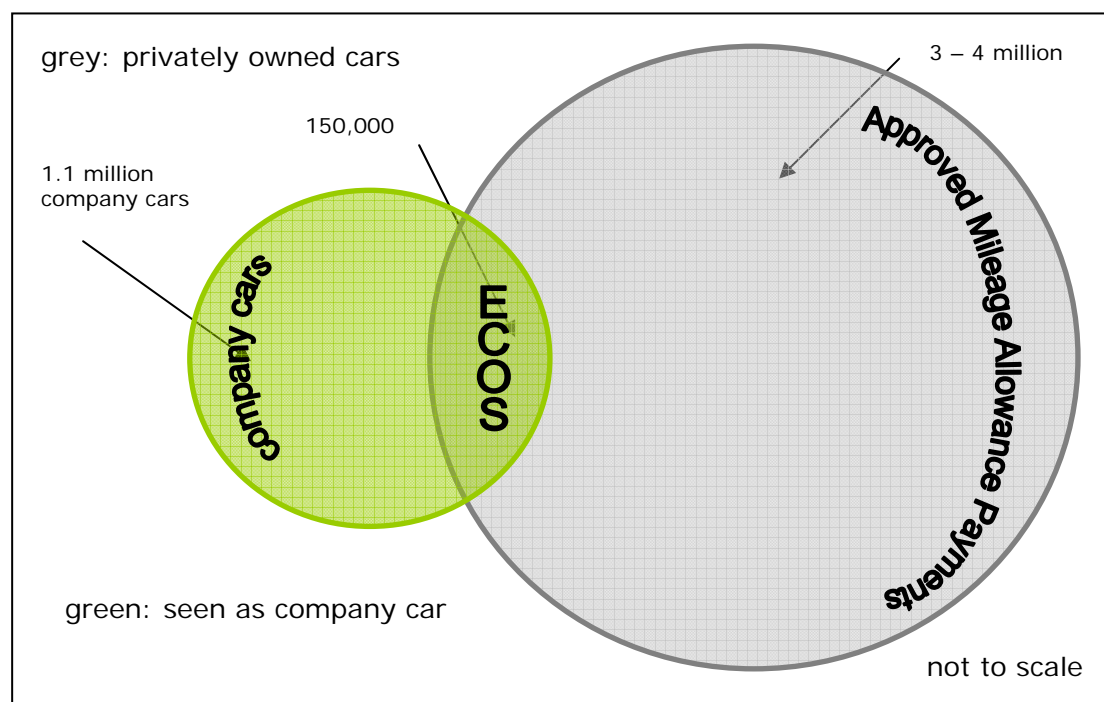 grey: privately owned cars
3 – 4 million
150,000
1.1 million
company cars
Company cars
ECOS
Approved Mileage Allowance Payments
green: seen as company car
not to scale